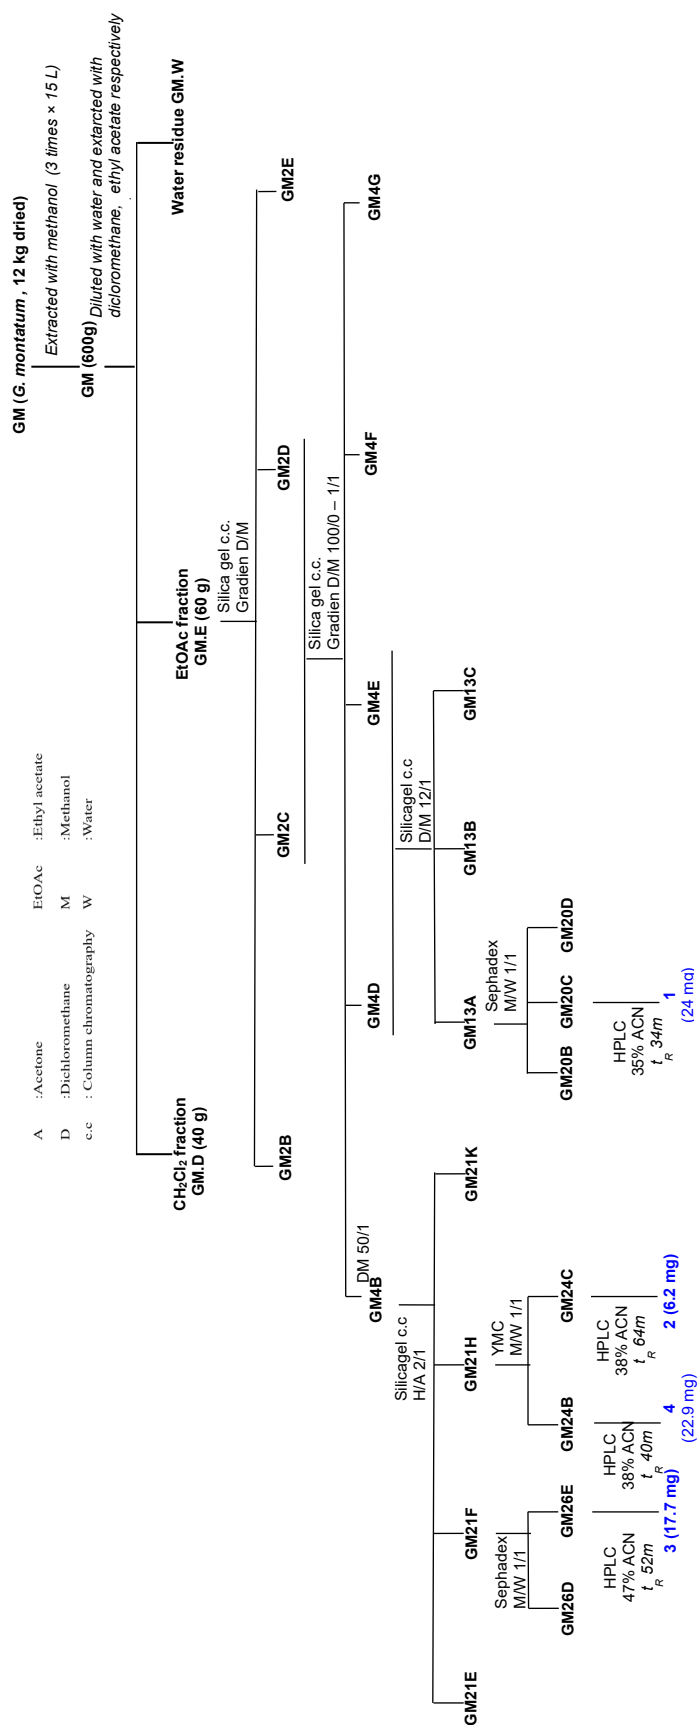 GM (G. montatum , 12 kg dried)
Extracted with methanol (3 times × 15 L)
GM (600g)
Diluted with water and extarcted with
dicloromethane, ethyl acetate respectively
A :Acetone EtOAc :Ethyl acetate
D :Dichloromethane M :Methanol
c.c : Column chromatography W :Water
CH₂Cl₂ fraction
GM.D (40 g)
EtOAc fraction
GM.E (60 g)
Water residue GM.W
Silica gel c.c.
Gradien D/M
GM2B GM2C GM2D GM2E
Silica gel c.c.
Gradien D/M 100/0 – 1/1
DM 50/1
GM4B GM4D GM4E GM4F GM4G
Silicagel c.c
H/A 2/1
Silicagel c.c
D/M 12/1
GM21E GM21F GM21H GM21K GM13A GM13B GM13C
Sephadex
M/W 1/1
YMC
M/W 1/1
Sephadex
M/W 1/1
GM26D GM26E GM24B GM24C GM20B GM20C GM20D
HPLC
47% ACN
t R 52m
HPLC
38% ACN
t R 40m
HPLC
38% ACN
t R 64m
HPLC
35% ACN
t R 34m
3 (17.7 mg)
4
(22.9 mg)
2 (6.2 mg)
1
(24 mg)